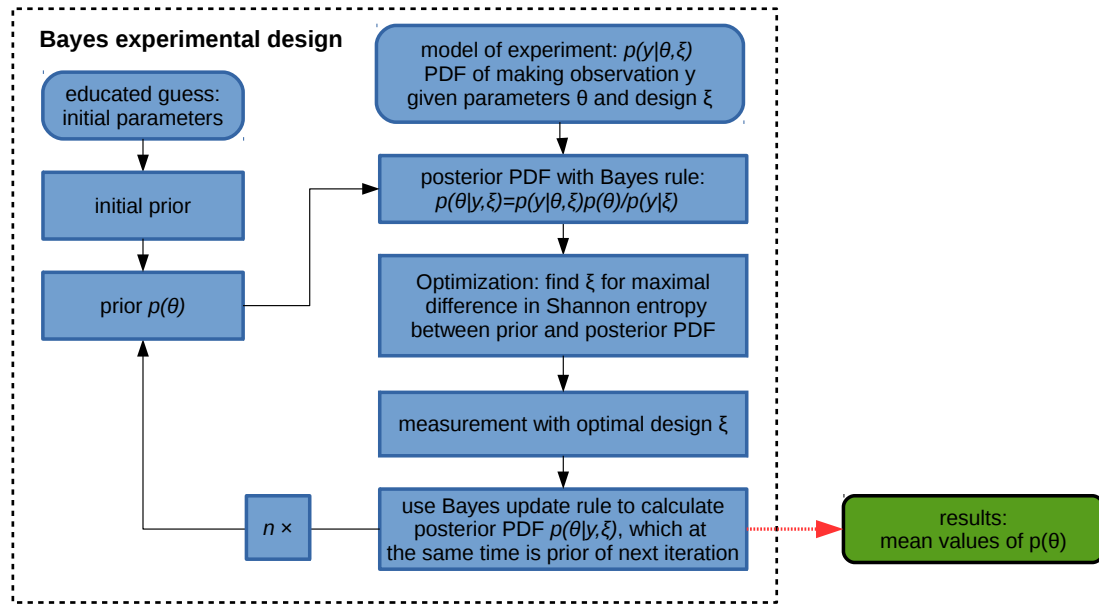 Bayes experimental design
educated guess:
initial parameters
initial prior
prior p(θ)
model of experiment: p(y|θ,ξ)
PDF of making observation y
given parameters θ and design ξ
posterior PDF with Bayes rule:
p(θ|y,ξ)=p(y|θ,ξ)p(θ)/p(y|ξ)
Optimization: find ξ for maximal
difference in Shannon entropy
between prior and posterior PDF
measurement with optimal design ξ
use Bayes update rule to calculate
posterior PDF p(θ|y,ξ), which at
the same time is prior of next iteration
n ×
results:
mean values of p(θ)